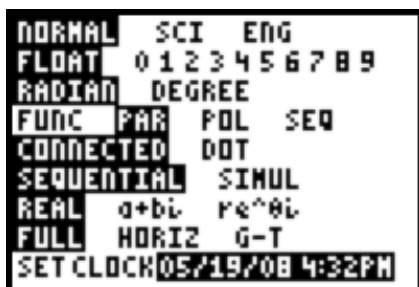 NORMAL SCI ENG
FLOAT 0 1 2 3 4 5 6 7 8 9
RADIAN DEGREE
FUNC PAR POL SEQ
CONNECTED DOT
SEQUENTIAL SIMUL
REAL a+bi re^θi
FULL HORIZ G-T
SET CLOCK 05/19/08 4:32PM